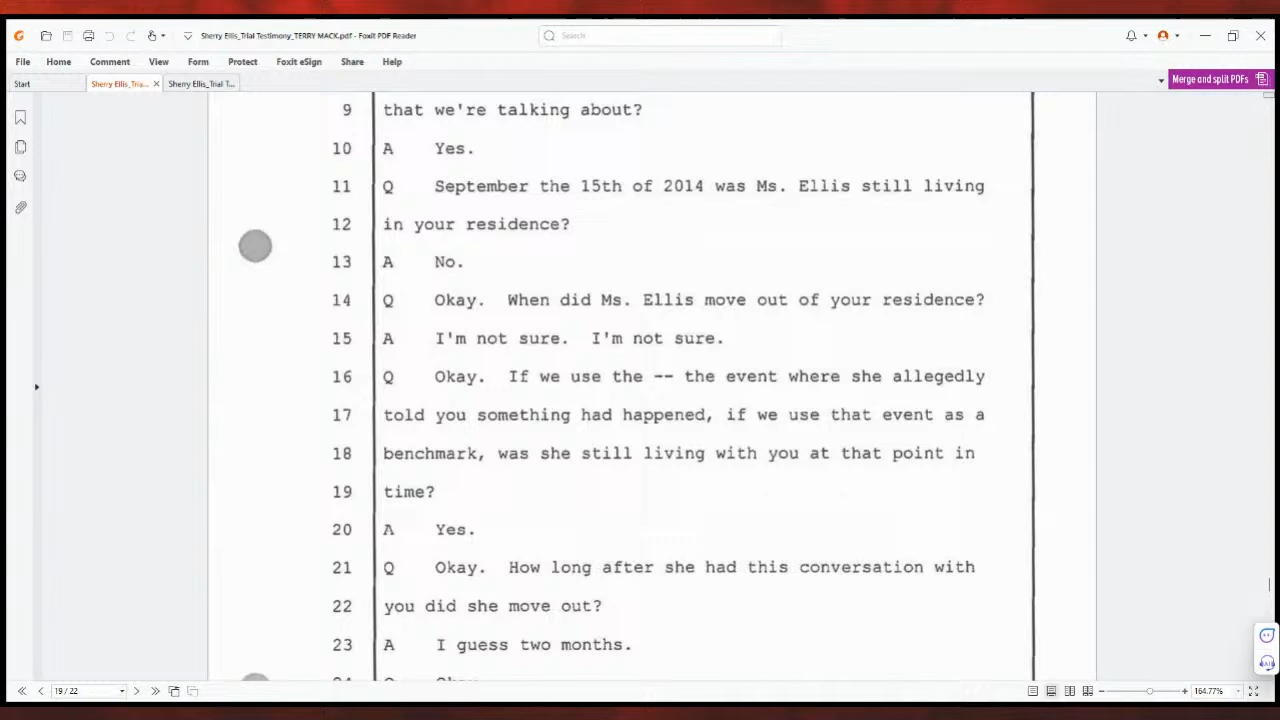 Sherry Ellis_Trial Testimony_TERRY MACK.pdf - Foxit PDF Reader
Search
File Home Comment View Form Protect Foxit eSign Share Help
Start Sherry Ellis_Tria... Sherry Ellis_Trial T...
Merge and split PDFs
9 that we're talking about?
10 A Yes.
11 Q September the 15th of 2014 was Ms. Ellis still living
12 in your residence?
13 A No.
14 Q Okay. When did Ms. Ellis move out of your residence?
15 A I'm not sure. I'm not sure.
16 Q Okay. If we use the -- the event where she allegedly
17 told you something had happened, if we use that event as a
18 benchmark, was she still living with you at that point in
19 time?
20 A Yes.
21 Q Okay. How long after she had this conversation with
22 you did she move out?
23 A I guess two months.
19 / 22
164.77%